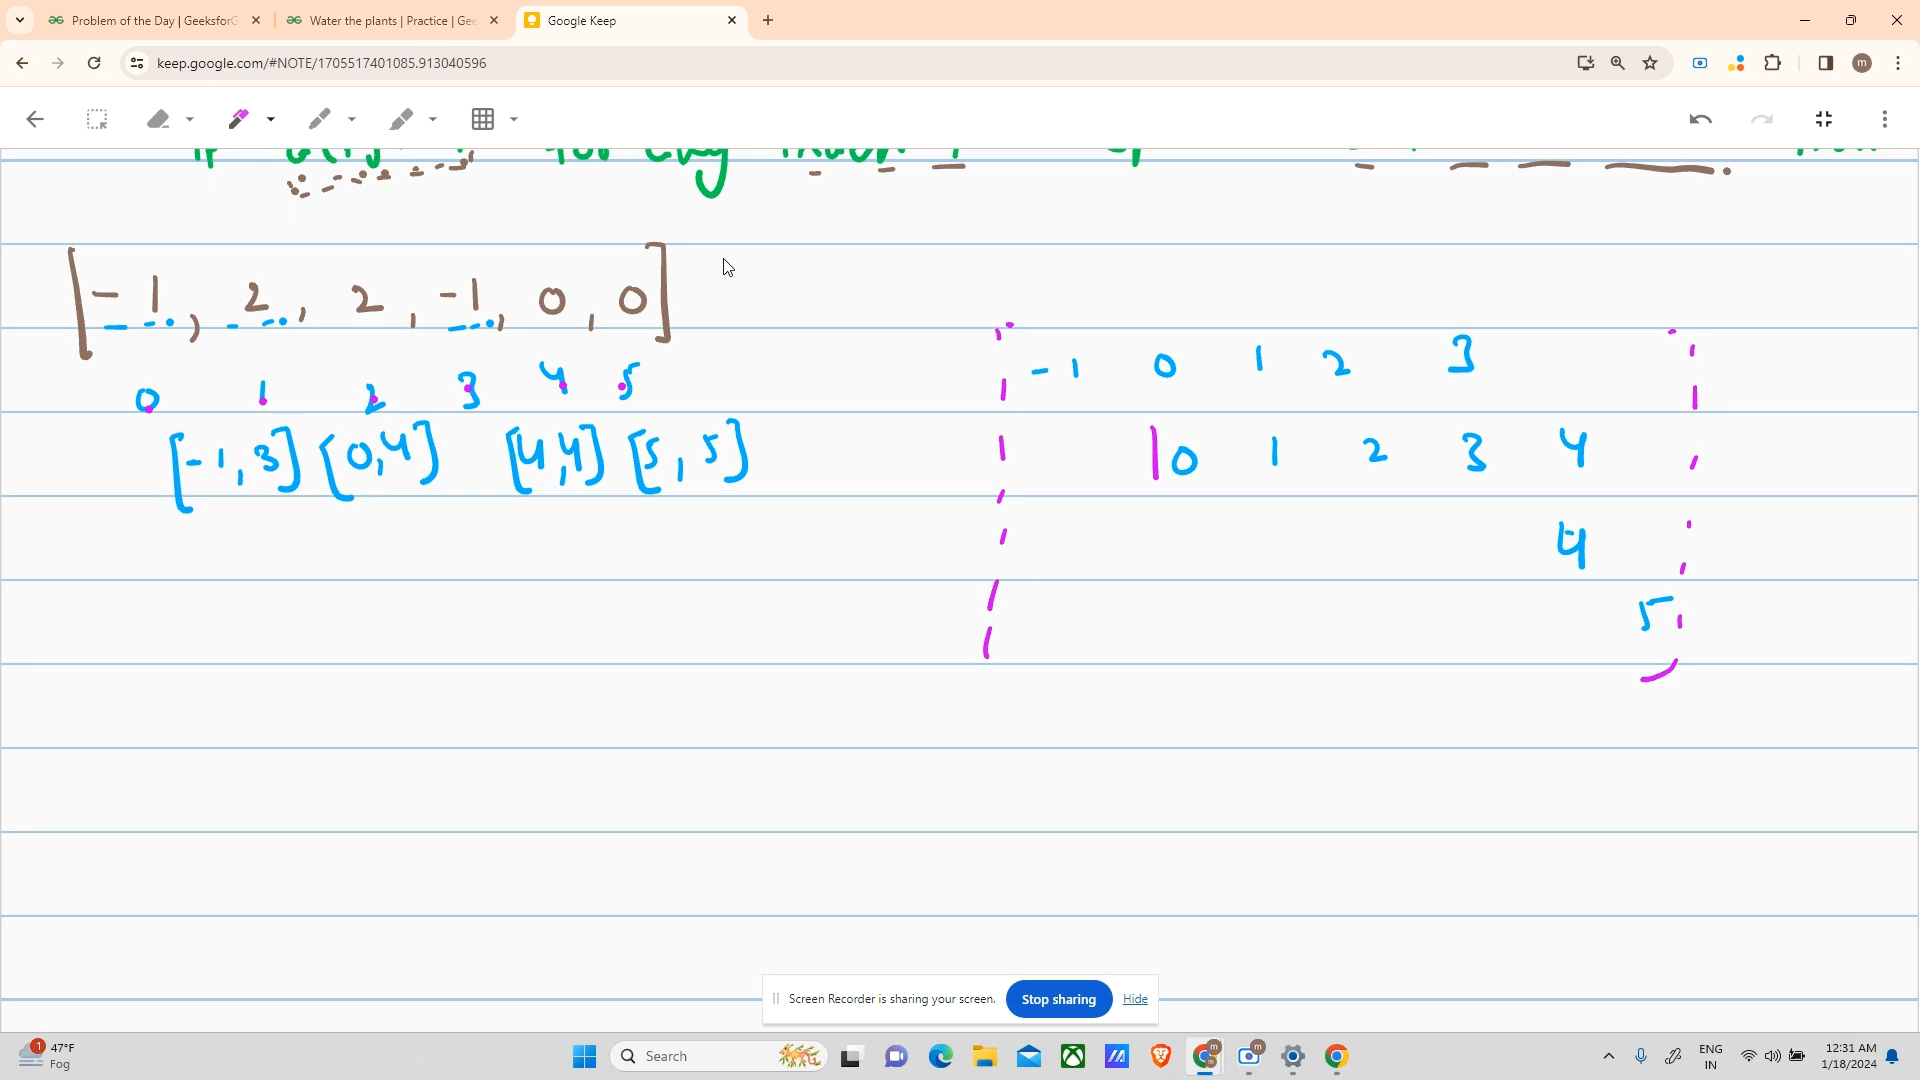 Problem of the Day | GeeksforG
Water the plants | Practice | Gee
Google Keep
keep.google.com/#NOTE/1705517401085.913040596
m
if
[-1, 2, 2, -1, 0, 0]
0 1 2 3 4 5
[-1, 3] [0,4] [4,4] [5, 5]
-1 0 1 2 3
0 1 2 3 4
4
5
Screen Recorder is sharing your screen.
Stop sharing
Hide
1
47°F
Fog
Search
m
m
ENG
IN
12:31 AM
1/18/2024